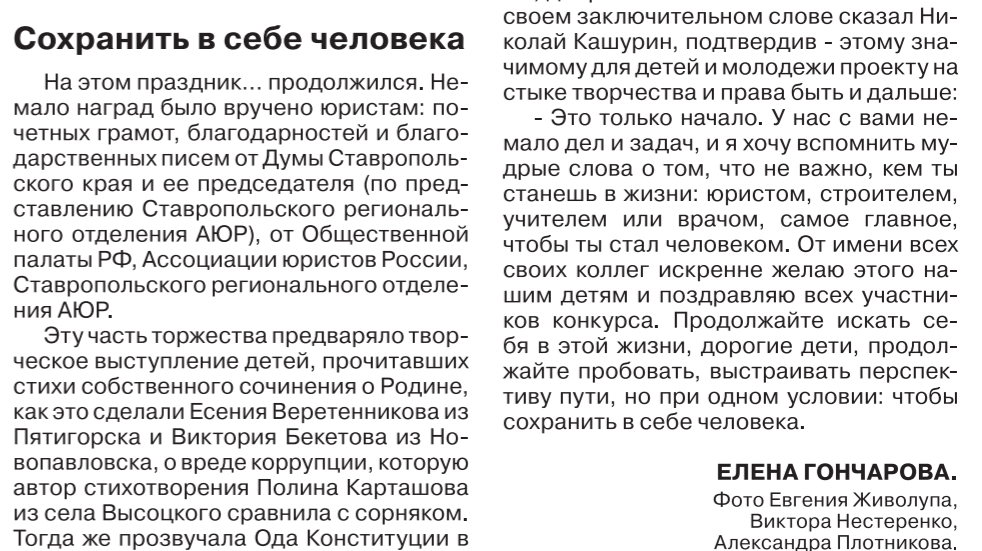 Сохранить в себе человека
На этом праздник... продолжился. Не-
мало наград было вручено юристам: по-
четных грамот, благодарностей и благо-
дарственных писем от Думы Ставрополь-
ского края и ее председателя (по пред-
ставлению Ставропольского региональ-
ного отделения АЮР), от Общественной
палаты РФ, Ассоциации юристов России,
Ставропольского регионального отделе-
ния АЮР.
Эту часть торжества предваряло твор-
ческое выступление детей, прочитавших
стихи собственного сочинения о Родине,
как это сделали Есения Веретенникова из
Пятигорска и Виктория Бекетова из Но-
вопавловска, о вреде коррупции, которую
автор стихотворения Полина Карташова
из села Высоцкого сравнила с сорняком.
Тогда же прозвучала Ода Конституции в
своем заключительном слове сказал Ни-
колай Кашурин, подтвердив - этому зна-
чимому для детей и молодежи проекту на
стыке творчества и права быть и дальше:
- Это только начало. У нас с вами не-
мало дел и задач, и я хочу вспомнить му-
дрые слова о том, что не важно, кем ты
станешь в жизни: юристом, строителем,
учителем или врачом, самое главное,
чтобы ты стал человеком. От имени всех
своих коллег искренне желаю этого на-
шим детям и поздравляю всех участни-
ков конкурса. Продолжайте искать се-
бя в этой жизни, дорогие дети, продол-
жайте пробовать, выстраивать перспек-
тиву пути, но при одном условии: чтобы
сохранить в себе человека.
ЕЛЕНА ГОНЧАРОВА.
Фото Евгения Живолупа,
Виктора Нестеренко,
Александра Плотникова,